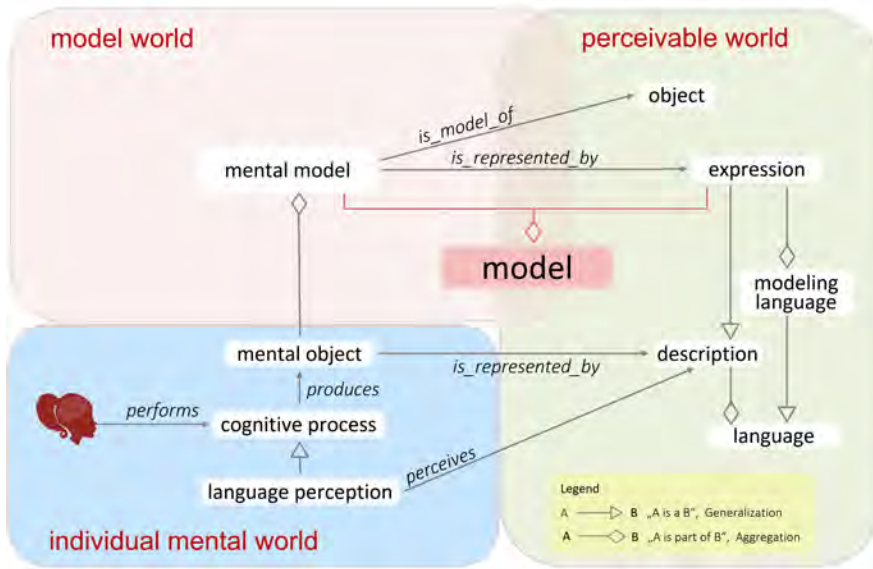 model world
perceivable world
object
is_model_of
is_represented_by
mental model
expression
model
modeling
language
mental object
is_represented_by
description
produces
performs
cognitive process
perceives
language
language perception
individual mental world
Legend
A B „A is a B“, Generalization
A B „A is part of B“, Aggregation